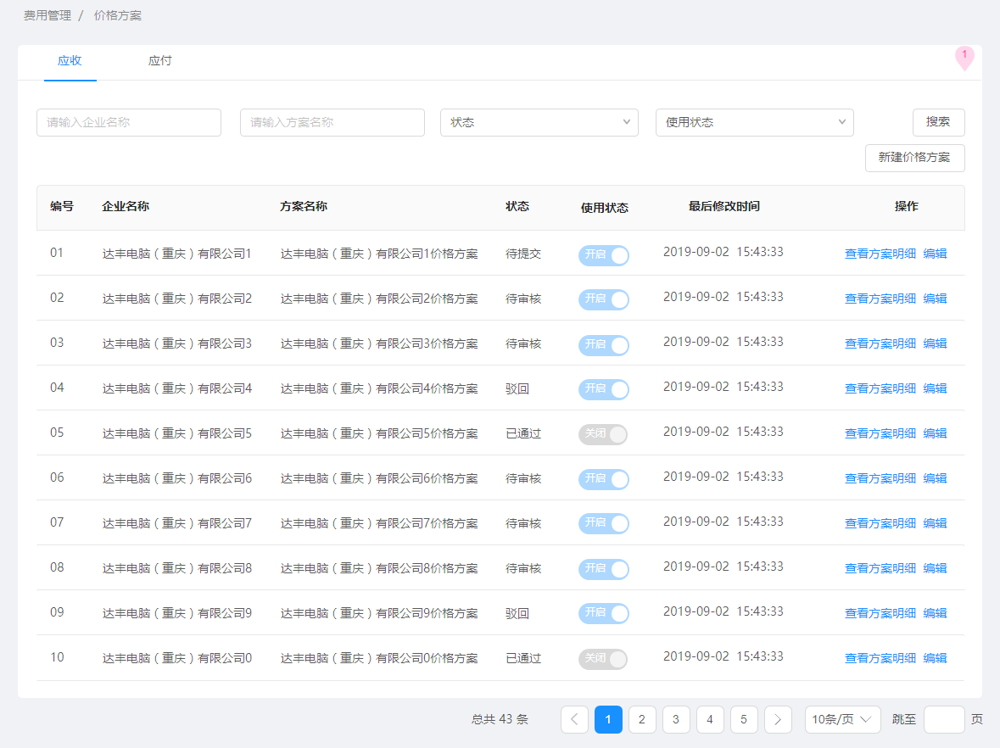 费用管理 / 价格方案
应收 应付 1
请输入企业名称 请输入方案名称 状态 使用状态 搜索
新建价格方案
编号 企业名称 方案名称 状态 使用状态 最后修改时间 操作
01 达丰电脑（重庆）有限公司1 达丰电脑（重庆）有限公司1价格方案 待提交 开启 2019-09-02 15:43:33 查看方案明细 编辑
02 达丰电脑（重庆）有限公司2 达丰电脑（重庆）有限公司2价格方案 待审核 开启 2019-09-02 15:43:33 查看方案明细 编辑
03 达丰电脑（重庆）有限公司3 达丰电脑（重庆）有限公司3价格方案 待审核 开启 2019-09-02 15:43:33 查看方案明细 编辑
04 达丰电脑（重庆）有限公司4 达丰电脑（重庆）有限公司4价格方案 驳回 开启 2019-09-02 15:43:33 查看方案明细 编辑
05 达丰电脑（重庆）有限公司5 达丰电脑（重庆）有限公司5价格方案 已通过 关闭 2019-09-02 15:43:33 查看方案明细 编辑
06 达丰电脑（重庆）有限公司6 达丰电脑（重庆）有限公司6价格方案 待审核 开启 2019-09-02 15:43:33 查看方案明细 编辑
07 达丰电脑（重庆）有限公司7 达丰电脑（重庆）有限公司7价格方案 待审核 开启 2019-09-02 15:43:33 查看方案明细 编辑
08 达丰电脑（重庆）有限公司8 达丰电脑（重庆）有限公司8价格方案 待审核 开启 2019-09-02 15:43:33 查看方案明细 编辑
09 达丰电脑（重庆）有限公司9 达丰电脑（重庆）有限公司9价格方案 驳回 开启 2019-09-02 15:43:33 查看方案明细 编辑
10 达丰电脑（重庆）有限公司0 达丰电脑（重庆）有限公司0价格方案 已通过 关闭 2019-09-02 15:43:33 查看方案明细 编辑
总共 43 条 1 2 3 4 5 10条/页 跳至 页